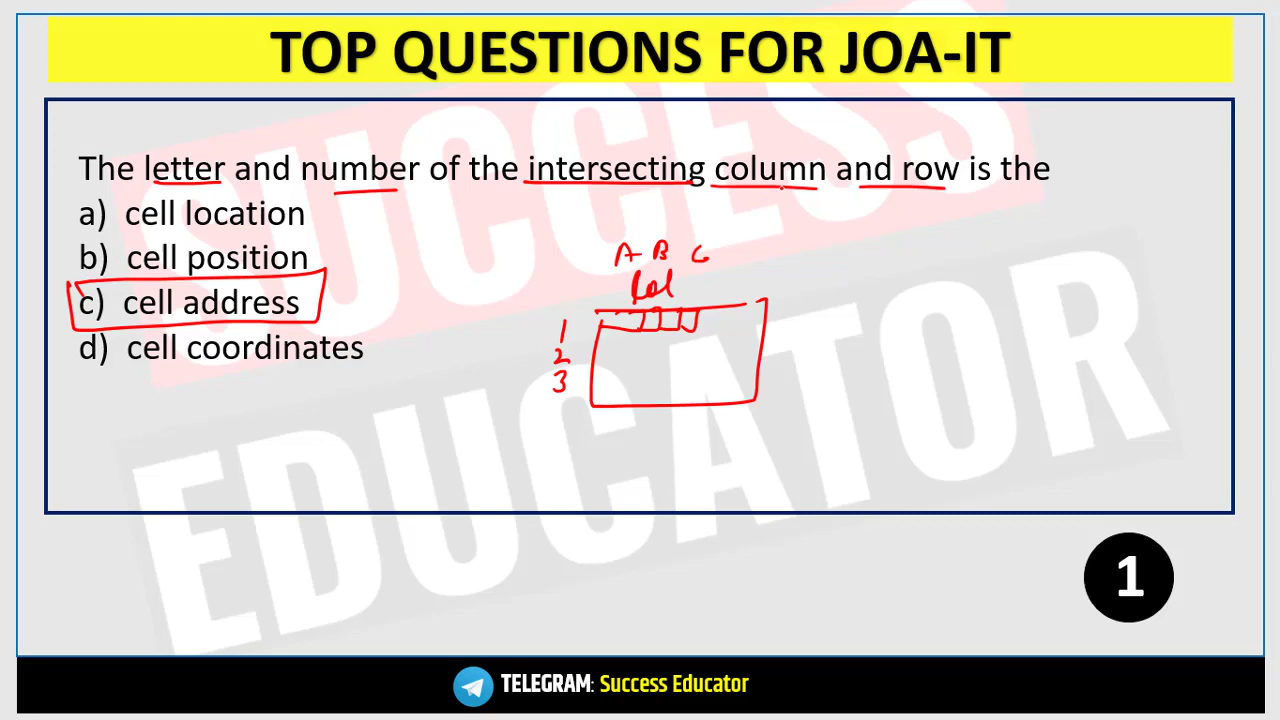 TOP QUESTIONS FOR JOA-IT
SUCCESS
EDUCATOR
The letter and number of the intersecting column and row is the
a) cell location
b) cell position
c) cell address
d) cell coordinates
A B C
Col
1
2
3
1
TELEGRAM: Success Educator